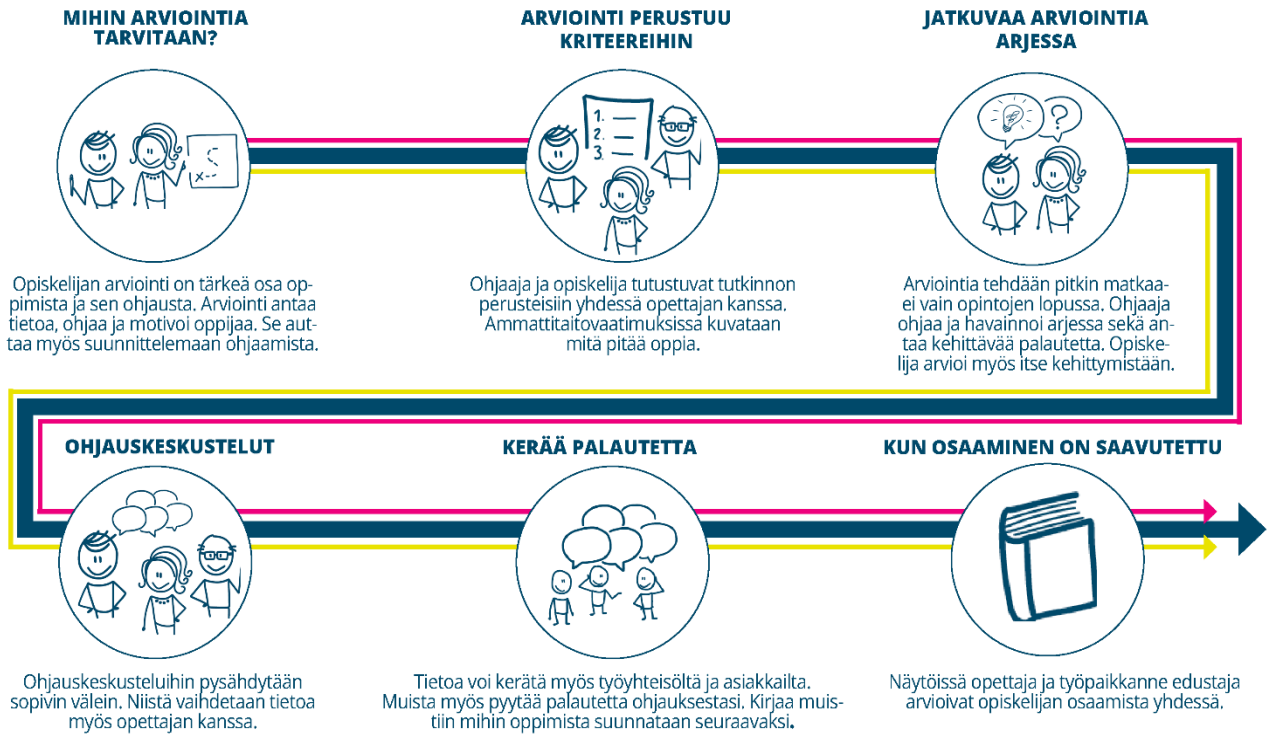 MIHIN ARVIOINTIA
TARVITAAN?
Opiskelijan arviointi on tärkeä osa op-
pimista ja sen ohjausta. Arviointi antaa
tietoa, ohjaa ja motivoi oppijaa. Se aut-
taa myös suunnittelemaan ohjaamista.
ARVIOINTI PERUSTUU
KRITEEREIHIN
1.
2.
3.
Ohjaaja ja opiskelija tutustuvat tutkinnon
perusteisiin yhdessä opettajan kanssa.
Ammattitaitovaatimuksissa kuvataan
mitä pitää oppia.
JATKUVAA ARVIOINTIA
ARJESSA
?
Arviointia tehdään pitkin matkaa-
ei vain opintojen lopussa. Ohjaaja
ohjaa ja havainnoi arjessa sekä an-
taa kehittävää palautetta. Opiske-
lija arvioi myös itse kehittymistään.
OHJAUSKESKUSTELUT
Ohjauskeskusteluihin pysähdytään
sopivin välein. Niistä vaihdetaan tietoa
myös opettajan kanssa.
KERÄÄ PALAUTETTA
Tietoa voi kerätä myös työyhteisöltä ja asiakkailta.
Muista myös pyytää palautetta ohjauksestasi. Kirjaa muis-
tiin mihin oppimista suunnataan seuraavaksi.
KUN OSAAMINEN ON SAAVUTETTU
Näytöissä opettaja ja työpaikkanne edustaja
arvioivat opiskelijan osaamista yhdessä.